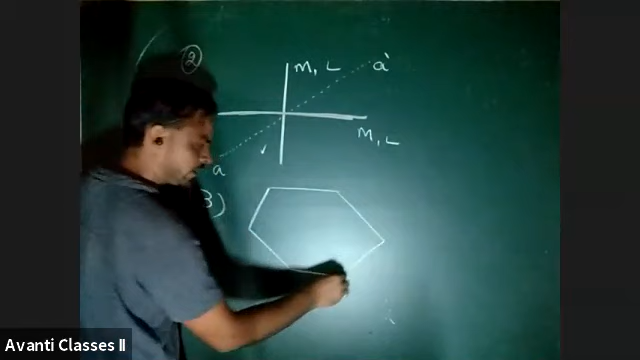 2
M, L
a'
M, L
a
3)
Avanti Classes II